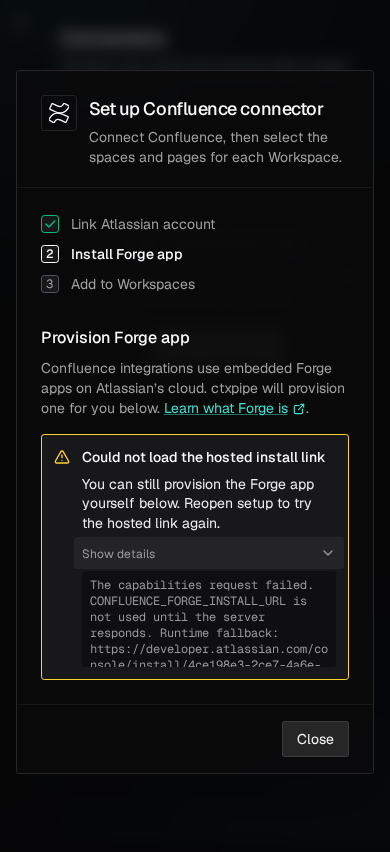 Set up Confluence connector
Connect Confluence, then select the
spaces and pages for each Workspace.
Link Atlassian account
2 Install Forge app
3 Add to Workspaces
Provision Forge app
Confluence integrations use embedded Forge
apps on Atlassian's cloud. ctxpipe will provision
one for you below. Learn what Forge is.
Could not load the hosted install link
You can still provision the Forge app
yourself below. Reopen setup to try
the hosted link again.
Show details
The capabilities request failed.
CONFLUENCE_FORGE_INSTALL_URL is
not used until the server
responds. Runtime fallback:
https://developer.atlassian.com/co
nsole/install/4ce198e3-2ce7-4a6e-
Close